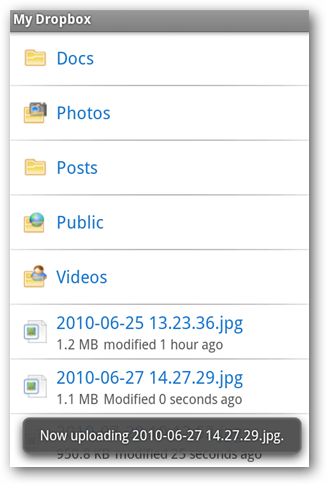 My Dropbox
Docs
Photos
Posts
Public
Videos
2010-06-25 13.23.36.jpg
1.2 MB modified 1 hour ago
2010-06-27 14.27.29.jpg
1.1 MB Modified 0 seconds ago
Now uploading 2010-06-27 14.27.29.jpg.
950.8 KB modified 25 seconds ago